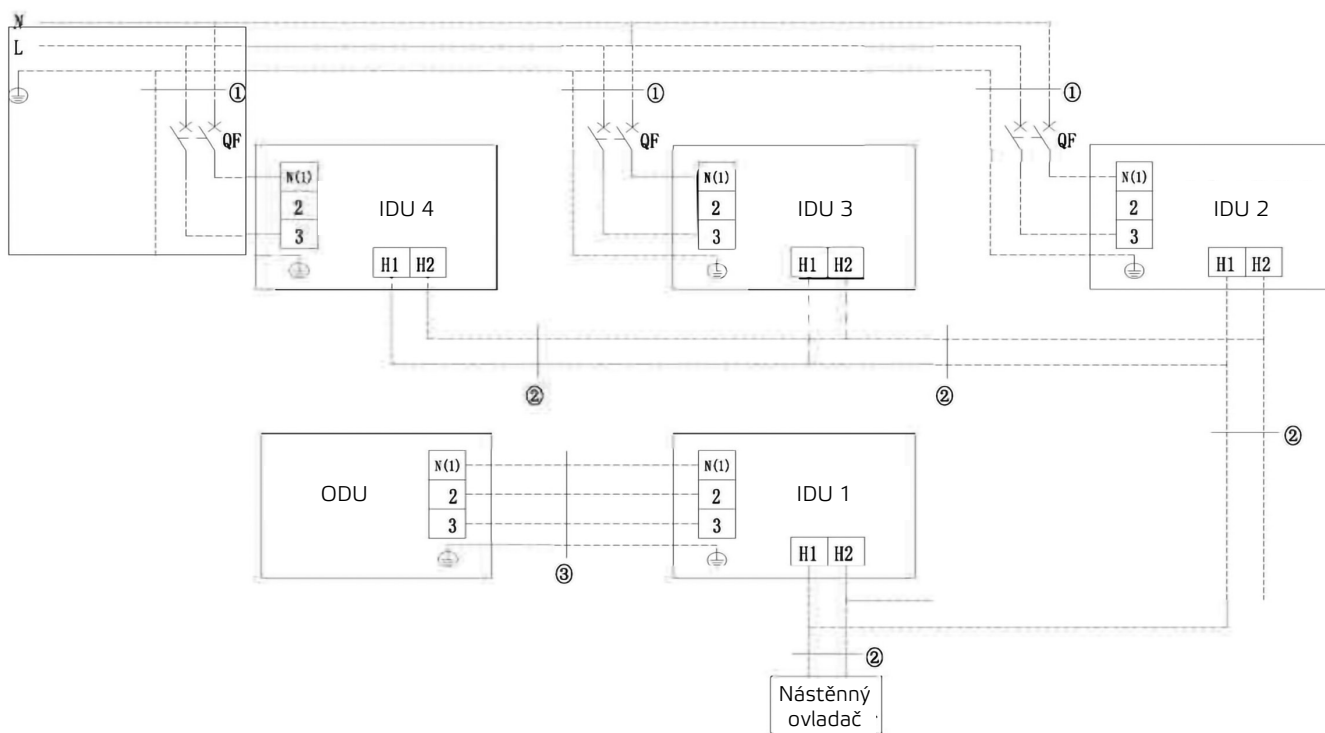 N
L
①
①
①
QF
QF
QF
N(1)
2
3
IDU 4
H1 H2
N(1)
2
3
IDU 3
H1 H2
N(1)
2
3
IDU 2
H1 H2
②
②
②
ODU
N(1)
2
3
③
N(1)
2
3
IDU 1
H1 H2
②
Nástěnný
ovladač